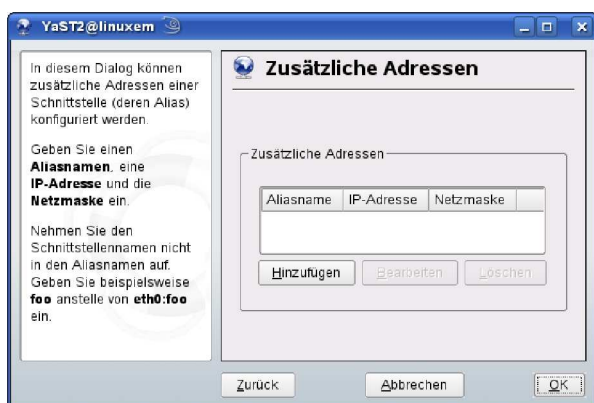 YaST2@linuxem
In diesem Dialog können
zusätzliche Adressen einer
Schnittstelle (deren Alias)
konfiguriert werden.
Geben Sie einen
Aliasnamen, eine
IP-Adresse und die
Netzmaske ein.
Nehmen Sie den
Schnittstellennamen nicht
in den Aliasnamen auf.
Geben Sie beispielsweise
foo anstelle von eth0:foo
ein.
Zusätzliche Adressen
Zusätzliche Adressen
Aliasname IP-Adresse Netzmaske
Hinzufügen Bearbeiten Löschen
Zurück Abbrechen OK